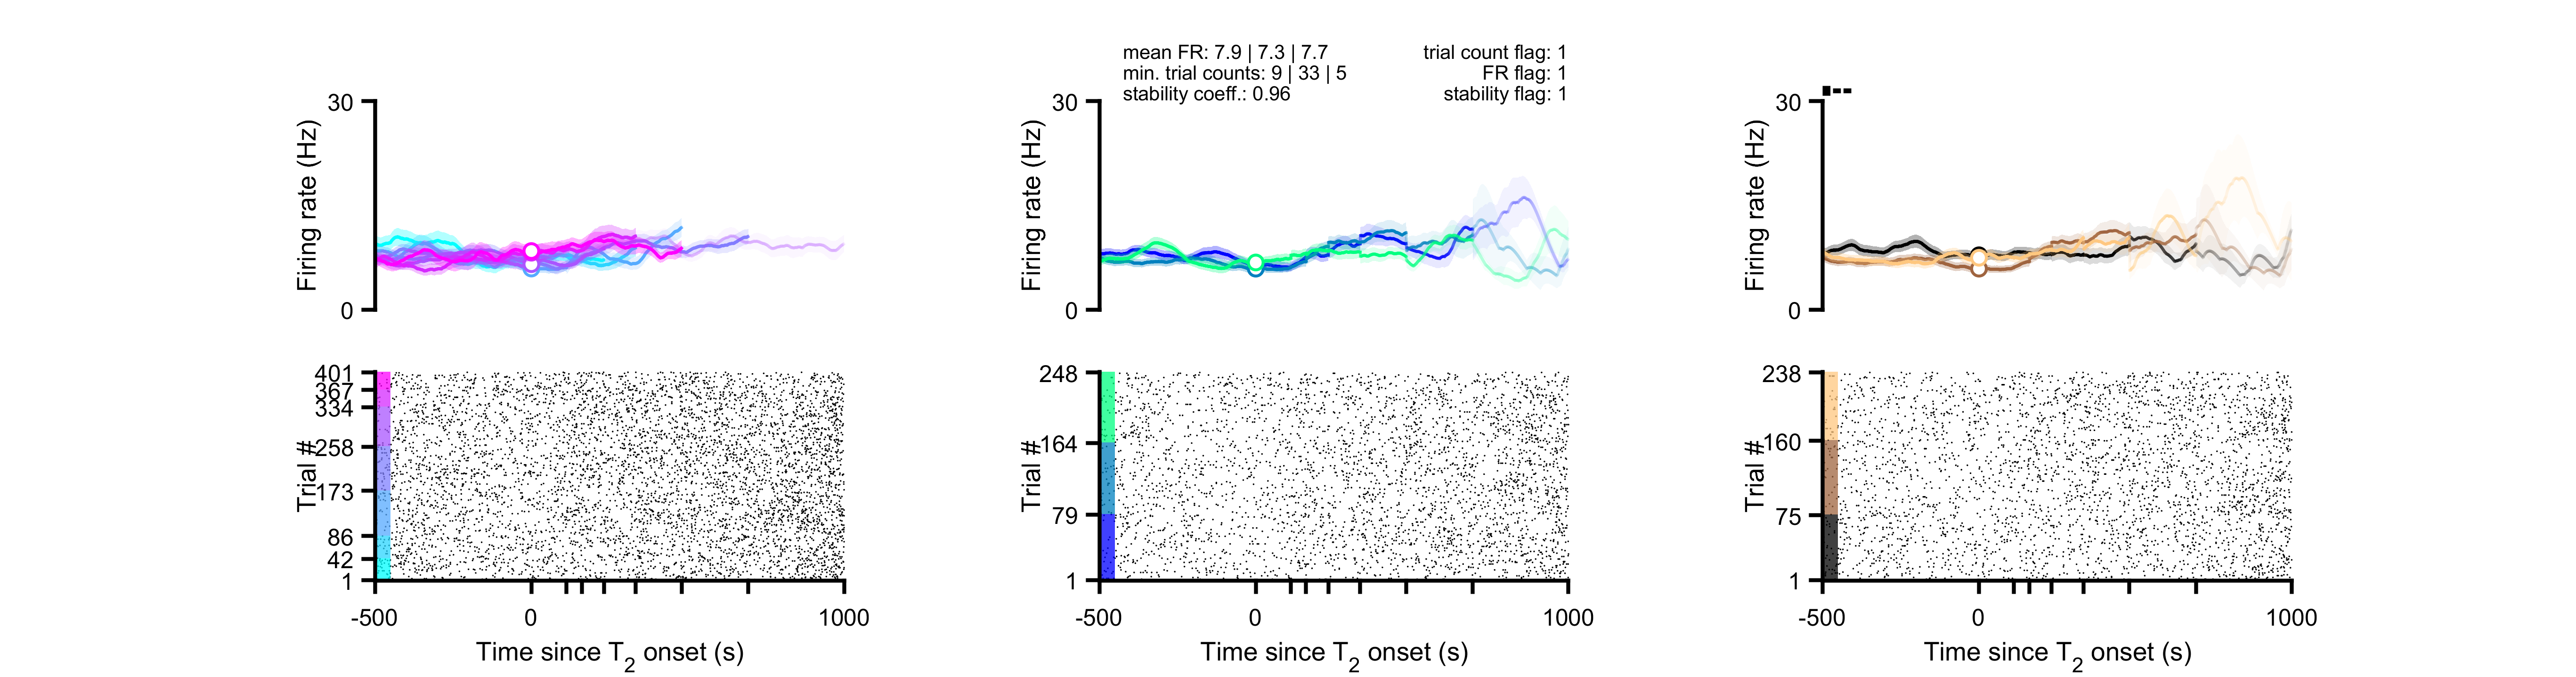 mean FR: 7.9 | 7.3 | 7.7
min. trial counts: 9 | 33 | 5
stability coeff.: 0.96
trial count flag: 1
FR flag: 1
stability flag: 1
30
Firing rate (Hz)
0
30
Firing rate (Hz)
0
30
Firing rate (Hz)
0
401
367
334
258
173
86
42
1
Trial #
-500
0
1000
Time since T2 onset (s)
248
164
79
1
Trial #
-500
0
1000
Time since T2 onset (s)
238
160
75
1
Trial #
-500
0
1000
Time since T2 onset (s)